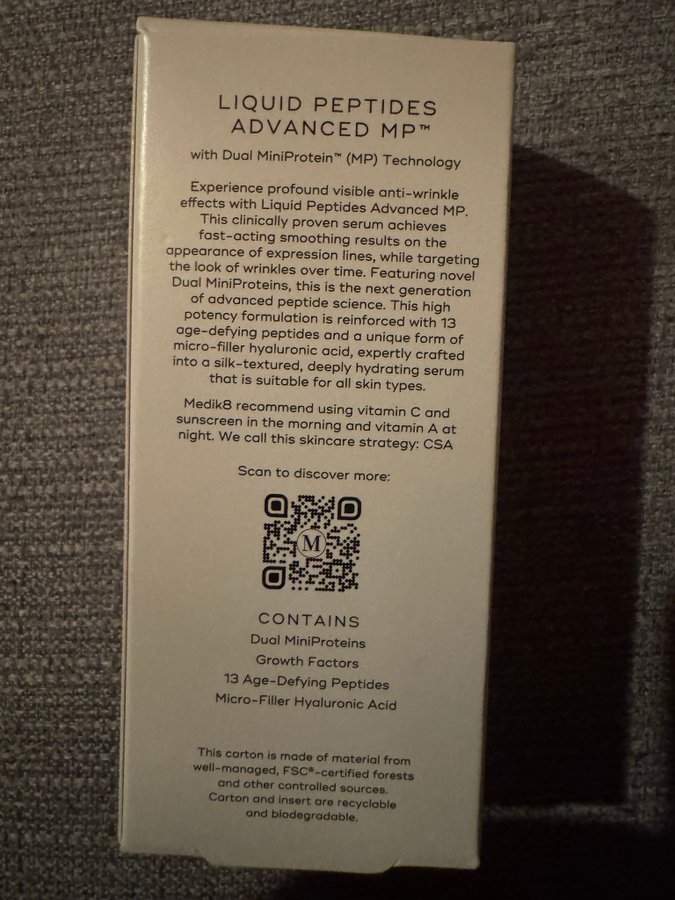 LIQUID PEPTIDES
ADVANCED MP™
with Dual MiniProtein™ (MP) Technology
Experience profound visible anti-wrinkle
effects with Liquid Peptides Advanced MP.
This clinically proven serum achieves
fast-acting smoothing results on the
appearance of expression lines, while targeting
the look of wrinkles over time. Featuring novel
Dual MiniProteins, this is the next generation
of advanced peptide science. This high
potency formulation is reinforced with 13
age-defying peptides and a unique form of
micro-filler hyaluronic acid, expertly crafted
into a silk-textured, deeply hydrating serum
that is suitable for all skin types.
Medik8 recommend using vitamin C and
sunscreen in the morning and vitamin A at
night. We call this skincare strategy: CSA
Scan to discover more:
M
CONTAINS
Dual MiniProteins
Growth Factors
13 Age-Defying Peptides
Micro-Filler Hyaluronic Acid
This carton is made of material from
well-managed, FSC®-certified forests
and other controlled sources.
Carton and insert are recyclable
and biodegradable.